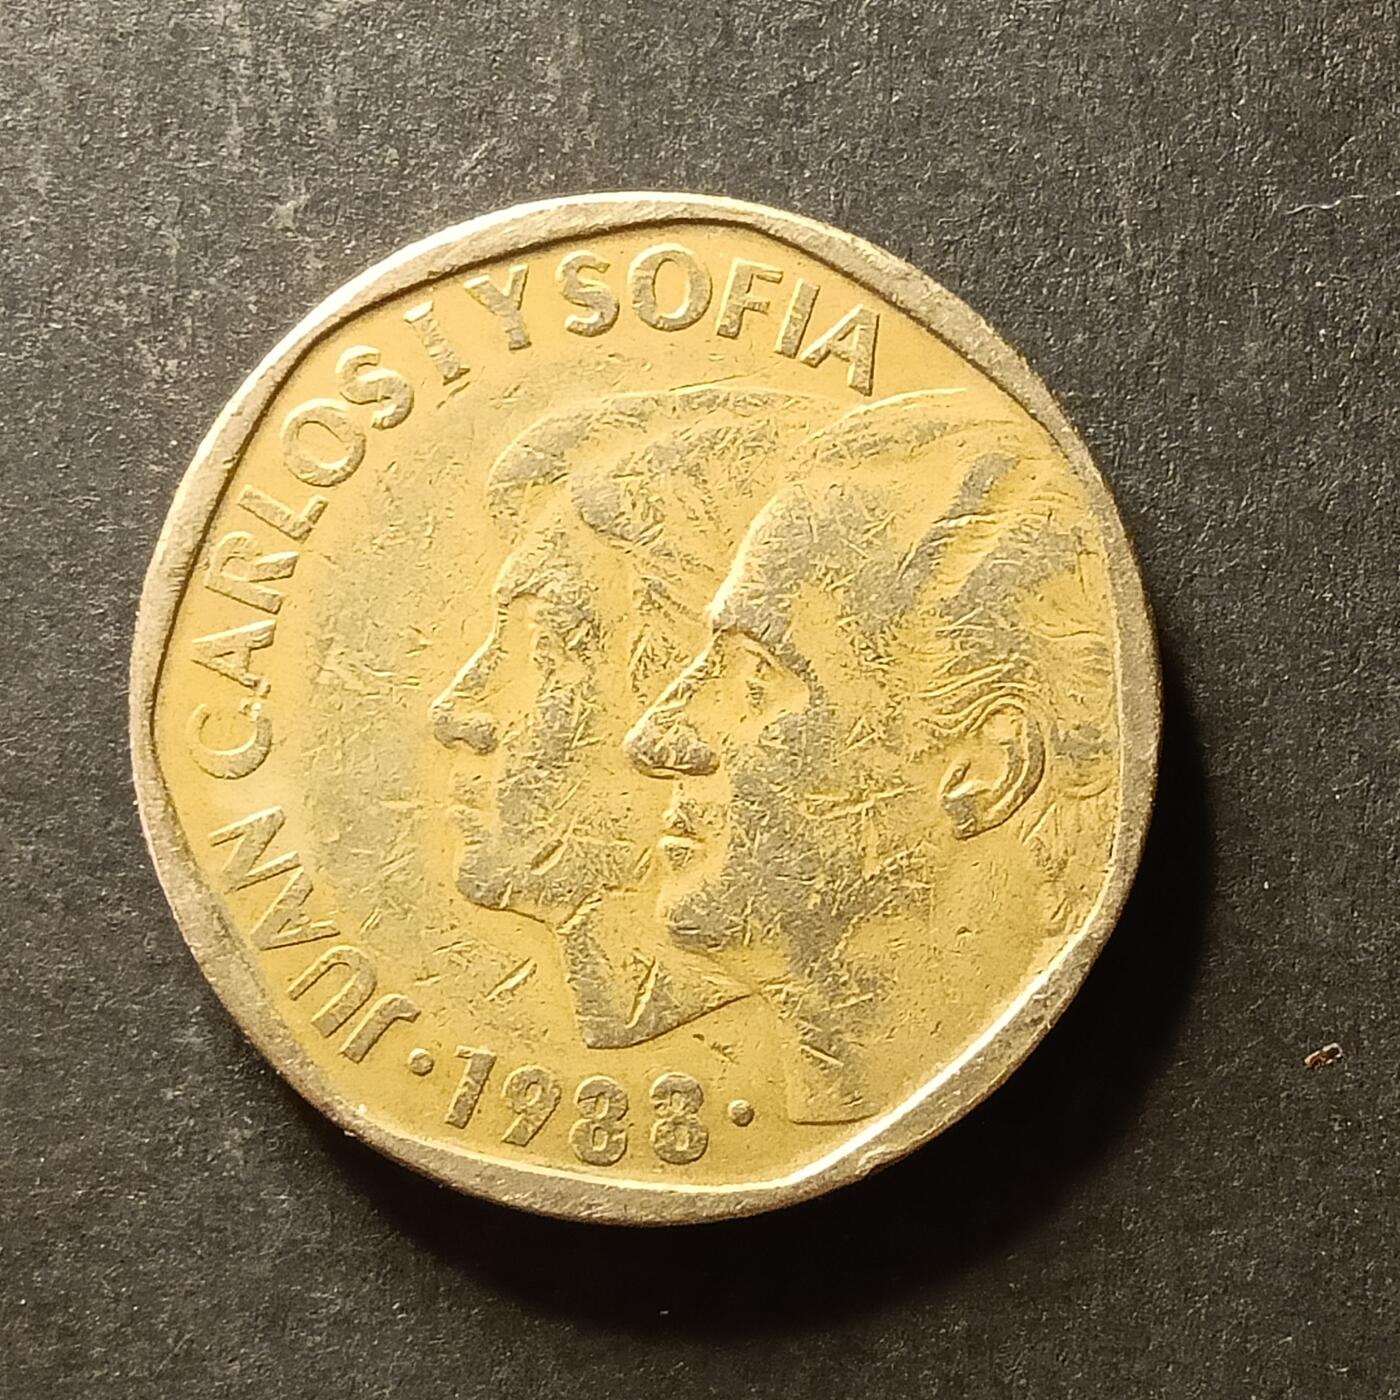 JUAN CARLOS I Y SOFIA
· 1988 ·